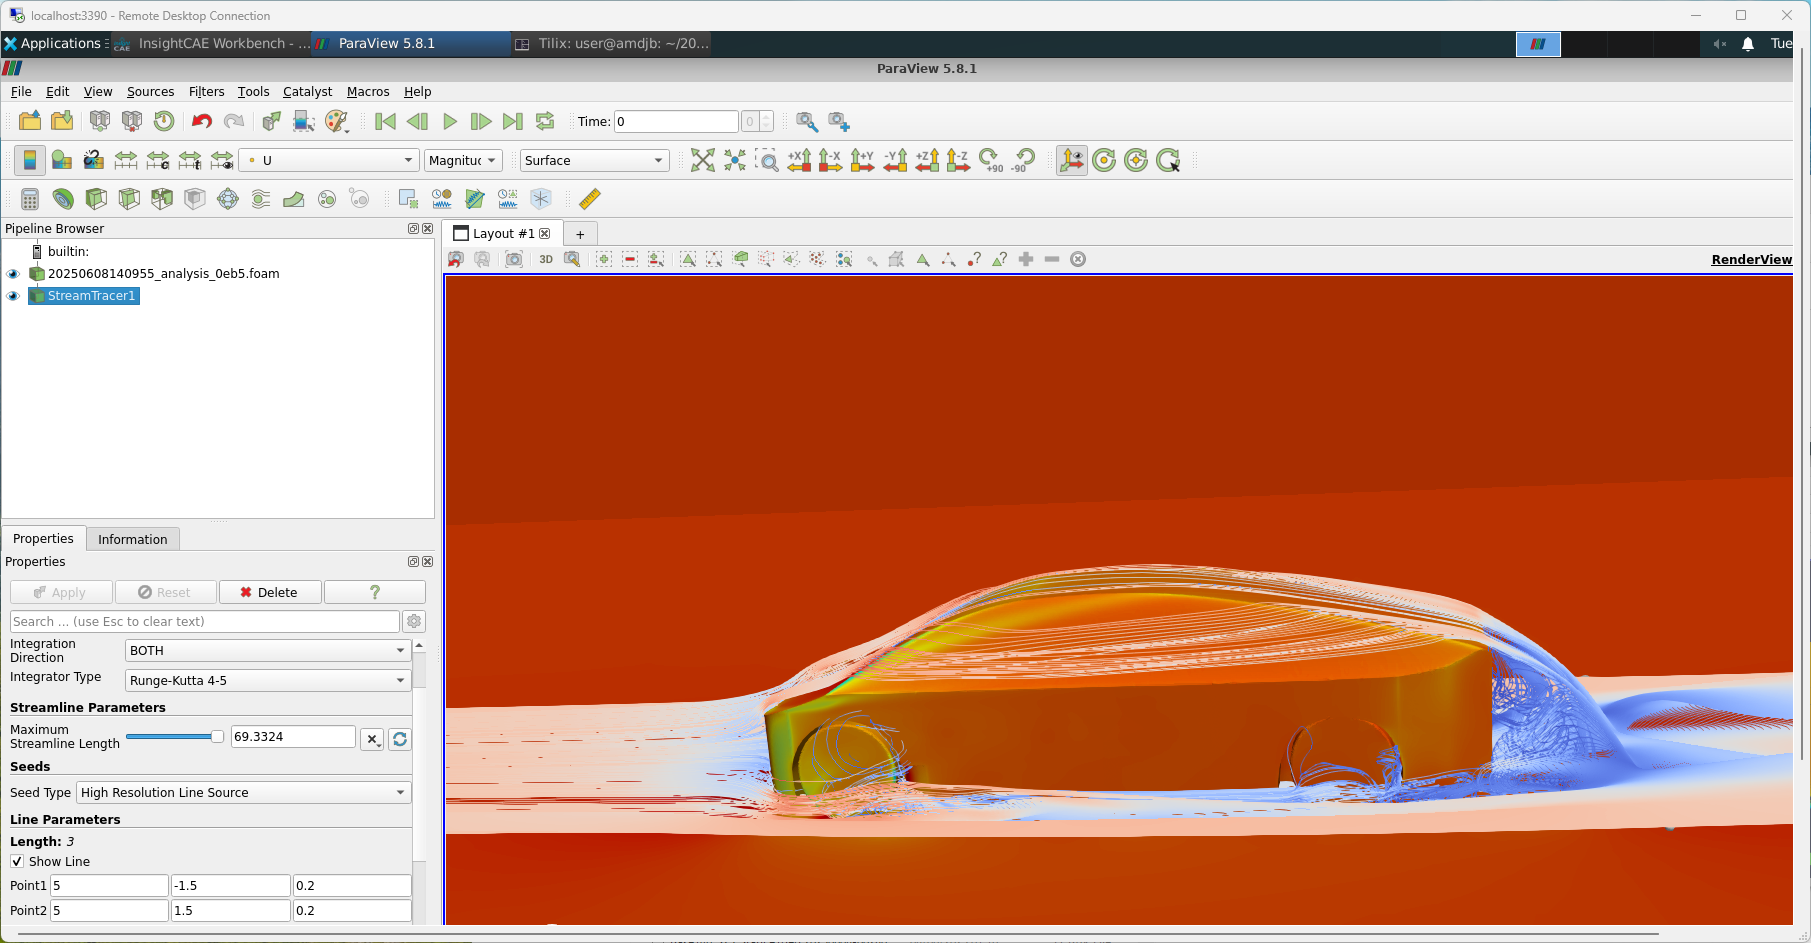 localhost:3390 - Remote Desktop Connection
Applications
InsightCAE Workbench - ...
ParaView 5.8.1
Tilix: user@amdjb: ~/20...
Tue
ParaView 5.8.1
File Edit View Sources Filters Tools Catalyst Macros Help
Time: 0 0
U Magnituc Surface
+X -X +Y -Y +Z -Z +90 -90
Pipeline Browser
builtin:
20250608140955_analysis_0eb5.foam
StreamTracer1
Layout #1 +
3D
RenderView
Properties Information
Properties
Apply Reset Delete ?
Search ... (use Esc to clear text)
Integration
Direction
BOTH
Integrator Type Runge-Kutta 4-5
Streamline Parameters
Maximum
Streamline Length
69.3324
Seeds
Seed Type High Resolution Line Source
Line Parameters
Length: 3
Show Line
Point1 5 -1.5 0.2
Point2 5 1.5 0.2